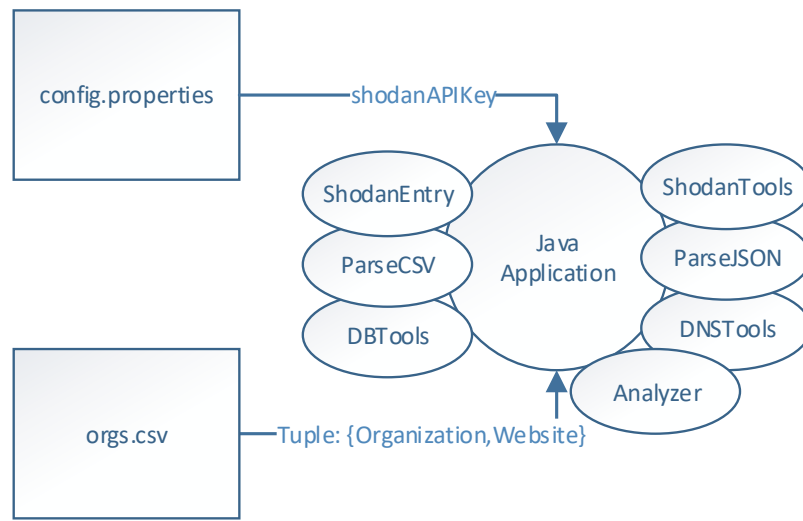 config.properties
shodanAPIKey
ShodanEntry
ShodanTools
Java
Application
ParseCSV
ParseJSON
DBTools
DNSTools
Analyzer
orgs.csv
Tuple: {Organization,Website}